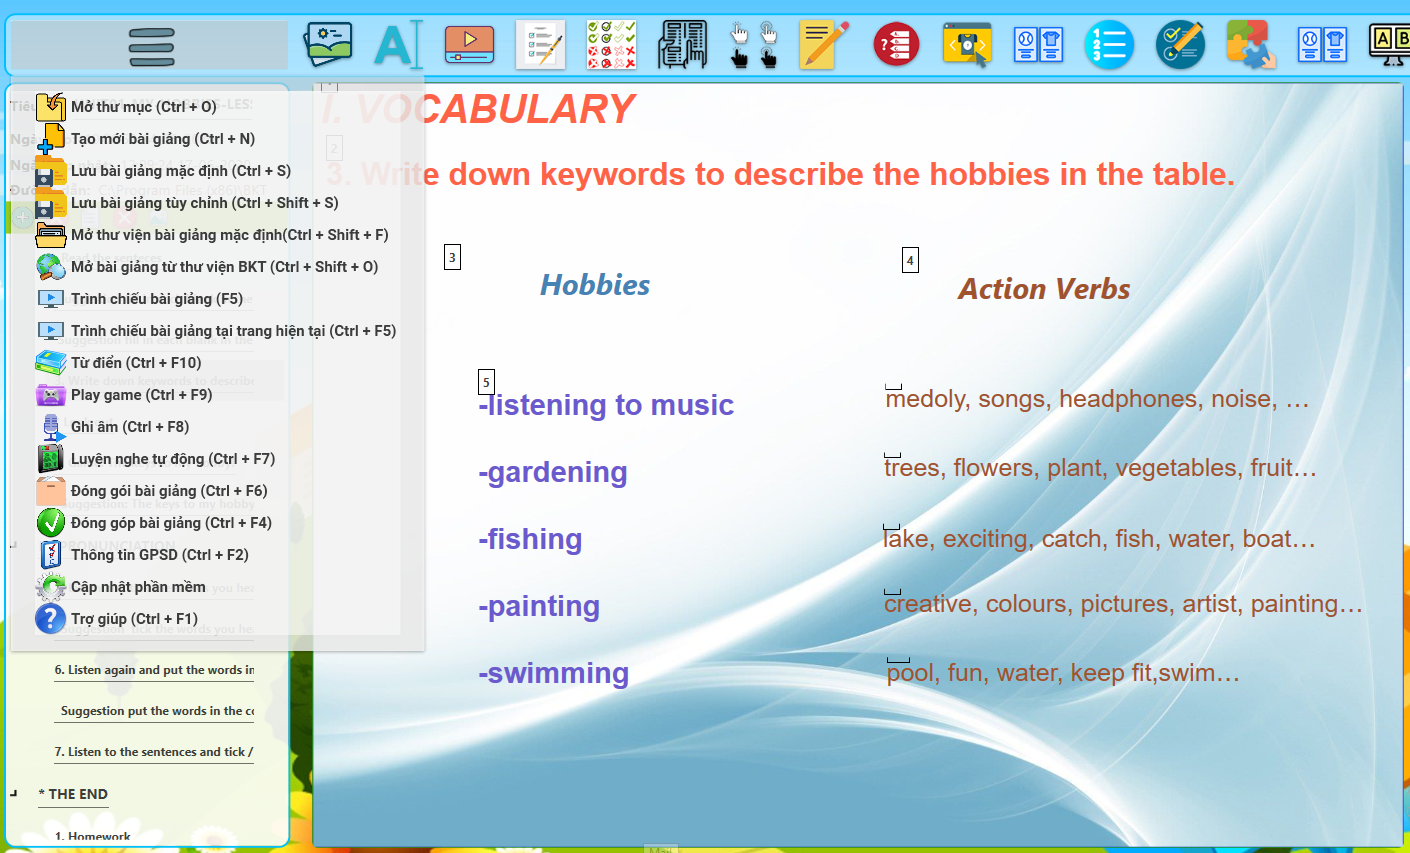 Mở thư mục (Ctrl + O)
Tạo mới bài giảng (Ctrl + N)
Lưu bài giảng mặc định (Ctrl + S)
Lưu bài giảng tùy chỉnh (Ctrl + Shift + S)
Mở thư viện bài giảng mặc định(Ctrl + Shift + F)
Mở bài giảng từ thư viện BKT (Ctrl + Shift + O)
Trình chiếu bài giảng (F5)
Trình chiếu bài giảng tại trang hiện tại (Ctrl + F5)
Từ điển (Ctrl + F10)
Play game (Ctrl + F9)
Ghi âm (Ctrl + F8)
Luyện nghe tự động (Ctrl + F7)
Đóng gói bài giảng (Ctrl + F6)
Đóng góp bài giảng (Ctrl + F4)
Thông tin GPSD (Ctrl + F2)
Cập nhật phần mềm
Trợ giúp (Ctrl + F1)
6. Listen again and put the words in
Suggestion put the words in the co
7. Listen to the sentences and tick /
* THE END
1. Homework
I. VOCABULARY
2
3. Write down keywords to describe the hobbies in the table.
3
Hobbies
4
Action Verbs
5
-listening to music
medoly, songs, headphones, noise, …
-gardening
trees, flowers, plant, vegetables, fruit…
-fishing
lake, exciting, catch, fish, water, boat…
-painting
creative, colours, pictures, artist, painting…
-swimming
pool, fun, water, keep fit,swim…